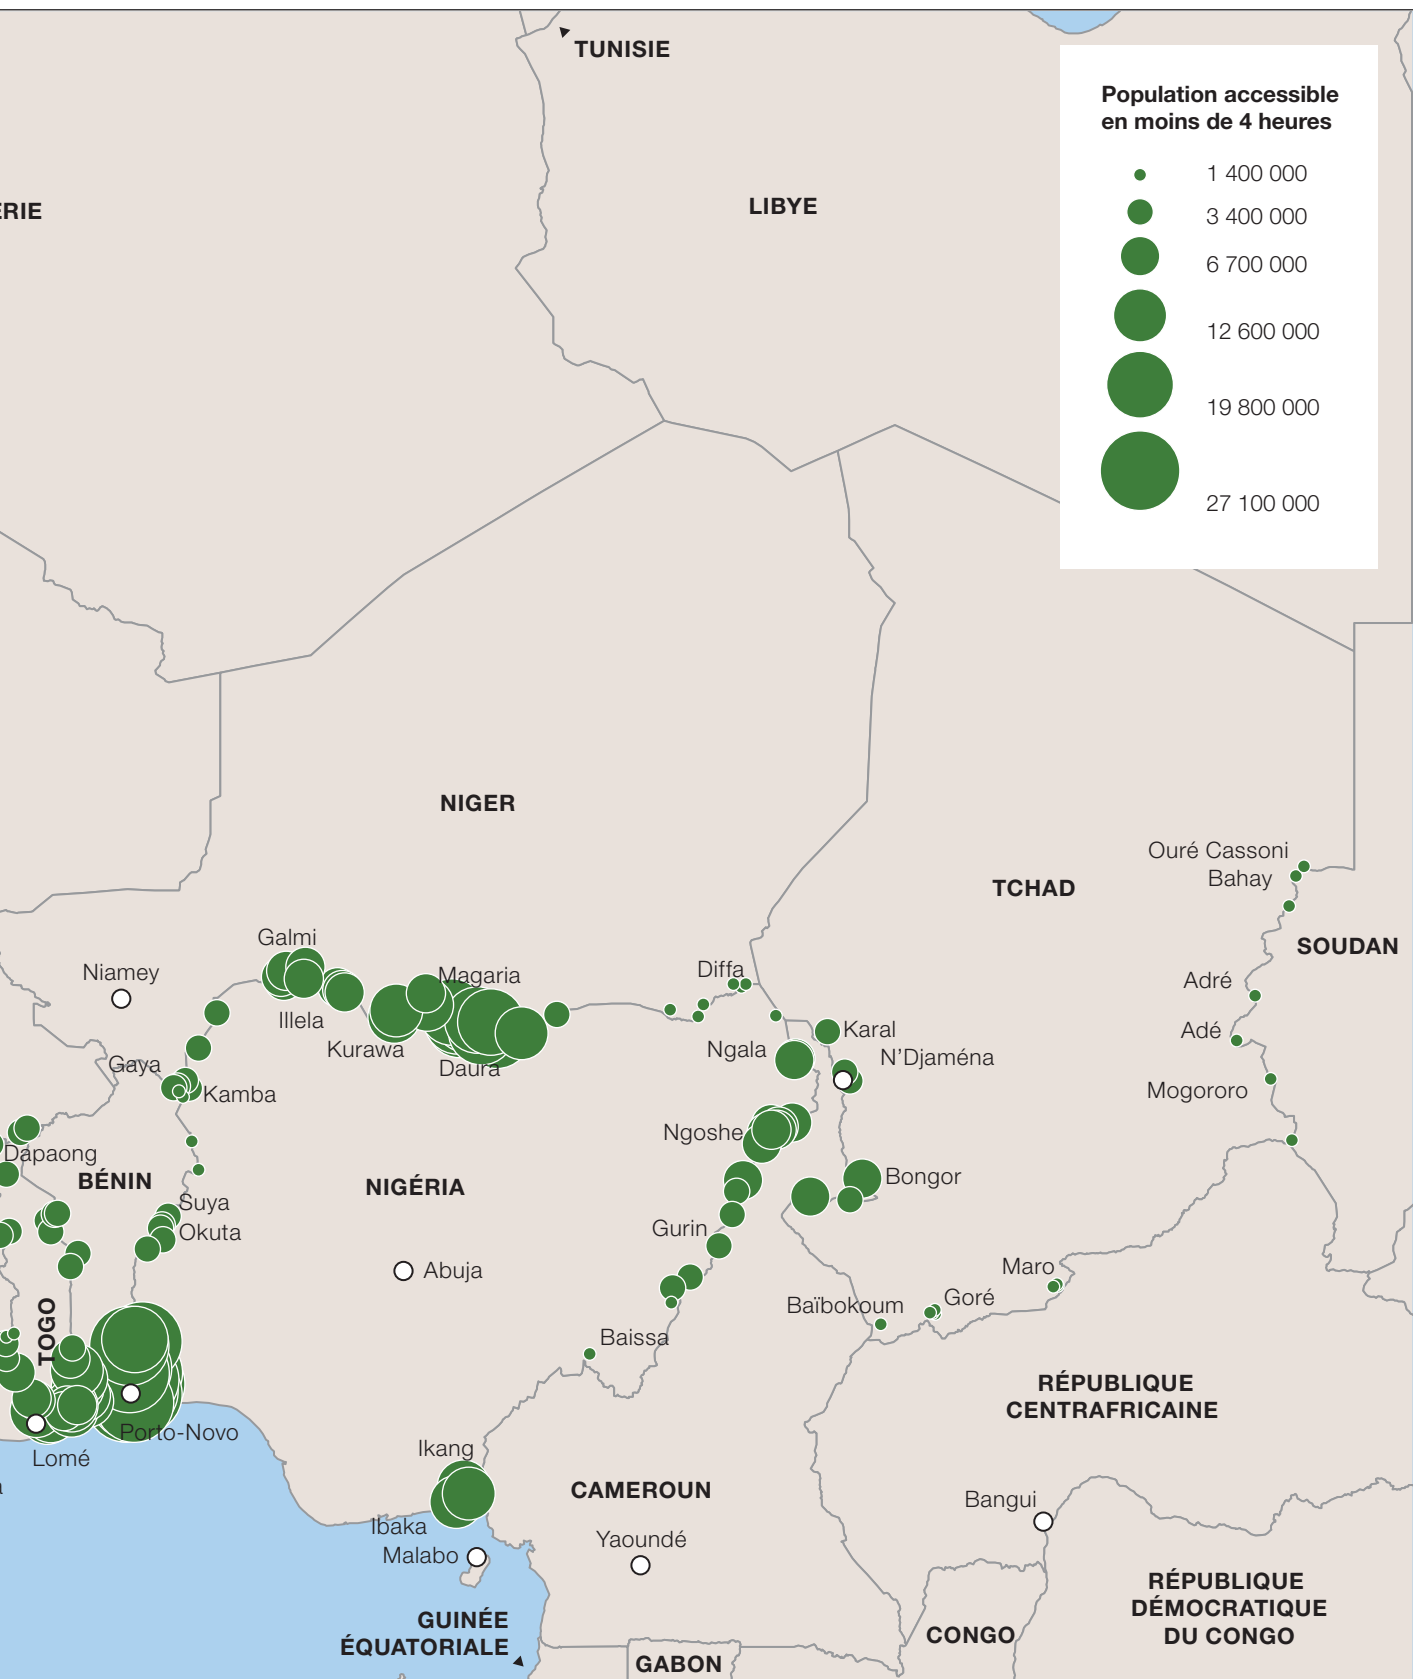 TUNISIE
Population accessible
en moins de 4 heures
1 400 000
3 400 000
6 700 000
12 600 000
19 800 000
27 100 000
ÉRIE
LIBYE
NIGER
TCHAD
Ouré Cassoni
Bahay
SOUDAN
Galmi
Niamey
Magaria
Diffa
Adré
Illela
Kurawa
Daura
Karal
Ngala
N'Djaména
Adé
Gaya
Kamba
Mogororo
Ngoshe
Dapaong
BÉNIN
NIGÉRIA
Bongor
Suya
Okuta
Gurin
Abuja
Maro
Goré
Baïbokoum
TOGO
Baissa
RÉPUBLIQUE
CENTRAFRICAINE
Porto-Novo
Lomé
Ikang
a
CAMEROUN
Bangui
Ibaka
Malabo
Yaoundé
GUINÉE
ÉQUATORIALE
CONGO
RÉPUBLIQUE
DÉMOCRATIQUE
DU CONGO
GABON